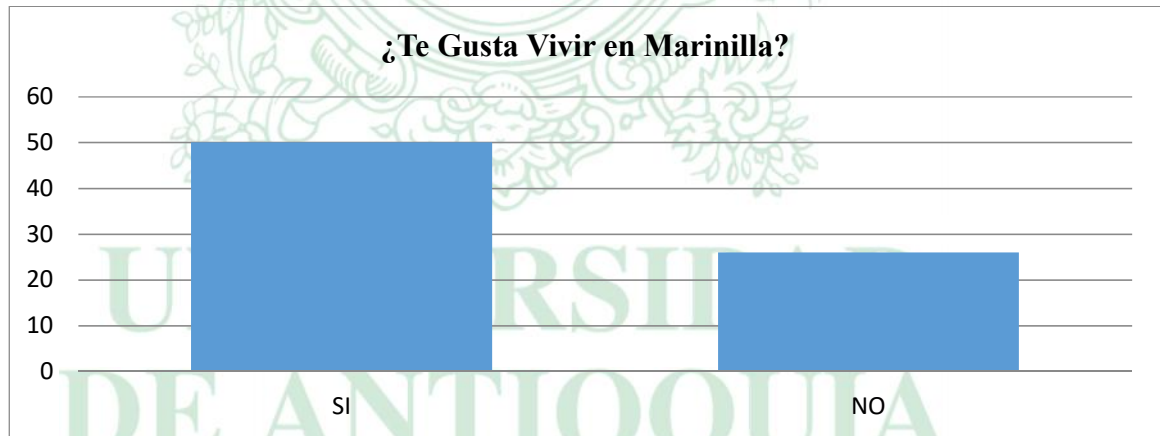 ¿Te Gusta Vivir en Marinilla?
60
50
40
30
20
10
0
UNIVERSIDAD
DE ANTIOQUIA
SI
NO